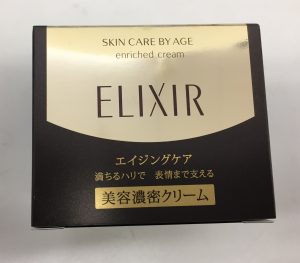 SKIN CARE BY AGE
enriched cream
ELIXIR
エイジングケア
満ちるハリで 表情まで支える
美容濃密クリーム